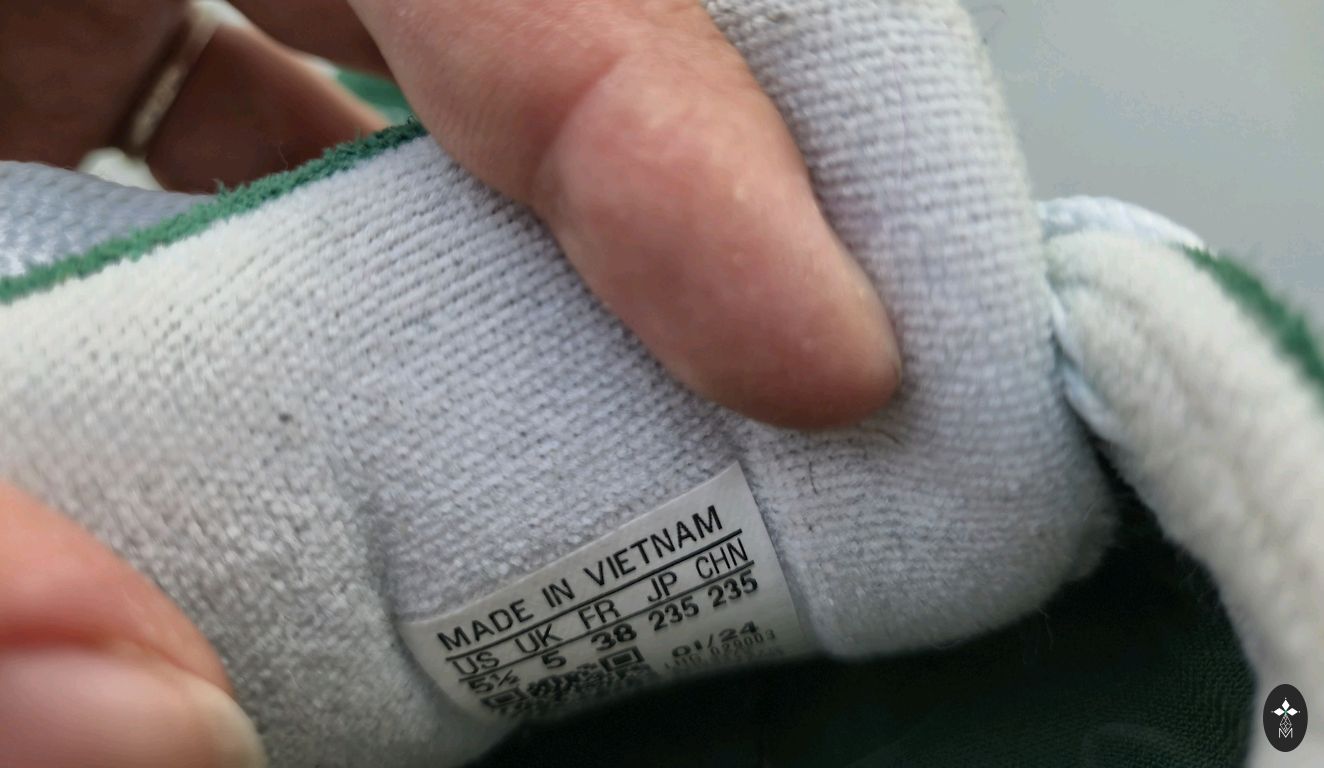 MADE IN VIETNAM
US UK FR JP CHN
5½ 5 38 235 235
01/24
M